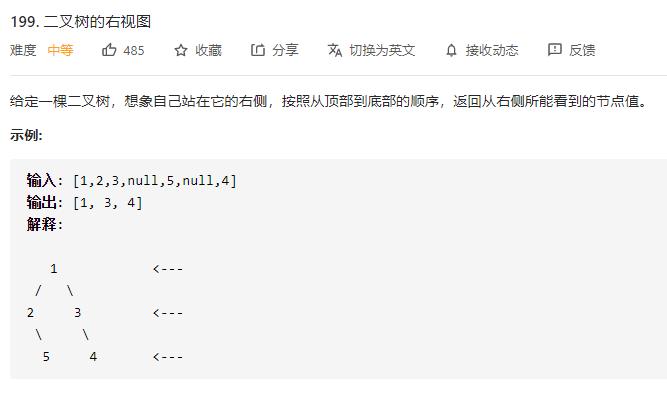 199. 二叉树的右视图
难度 中等 485 收藏 分享 切换为英文 接收动态 反馈
给定一棵二叉树，想象自己站在它的右侧，按照从顶部到底部的顺序，返回从右侧所能看到的节点值。
示例:
输入: [1,2,3,null,5,null,4]
输出: [1, 3, 4]
解释:
1 <---
/ \
2 3 <---
\ \
5 4 <---